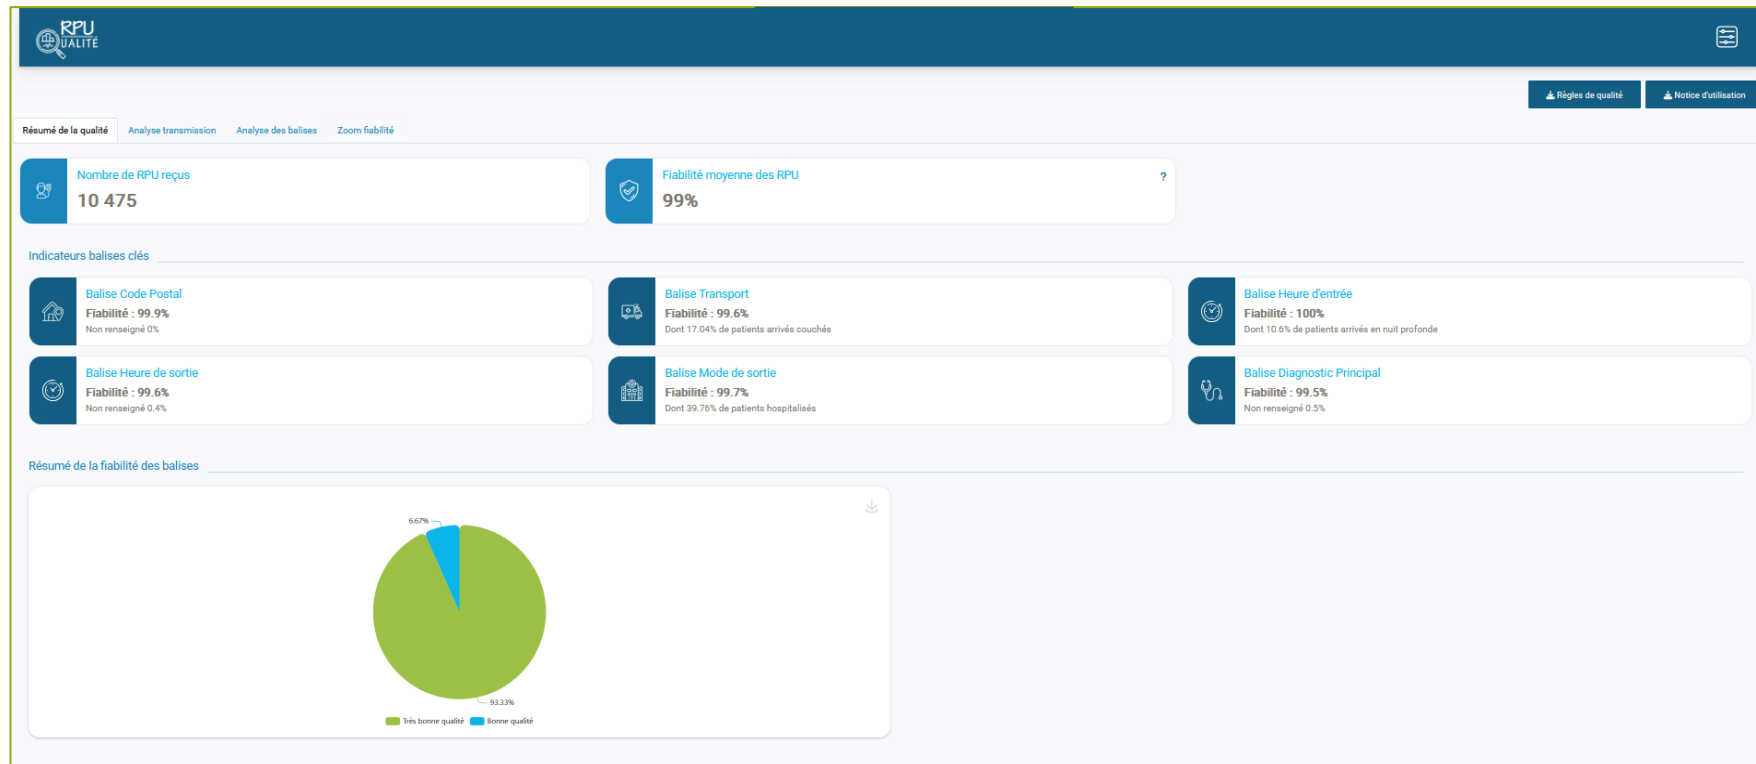 RPU
QUALITÉ
Règles de qualité
Notice d'utilisation
Résumé de la qualité
Analyse transmission
Analyse des balises
Zoom fiabilité
Nombre de RPU reçus
10 475
Fiabilité moyenne des RPU
?
99%
Indicateurs balises clés
Balise Code Postal
Fiabilité : 99.9%
Non renseigné 0%
Balise Transport
Fiabilité : 99.6%
Dont 17.04% de patients arrivés couchés
Balise Heure d'entrée
Fiabilité : 100%
Dont 10.6% de patients arrivés en nuit profonde
Balise Heure de sortie
Fiabilité : 99.6%
Non renseigné 0.4%
Balise Mode de sortie
Fiabilité : 99.7%
Dont 39.76% de patients hospitalisés
Balise Diagnostic Principal
Fiabilité : 99.5%
Non renseigné 0.5%
Résumé de la fiabilité des balises
6.67%
93.33%
Très bonne qualité
Bonne qualité